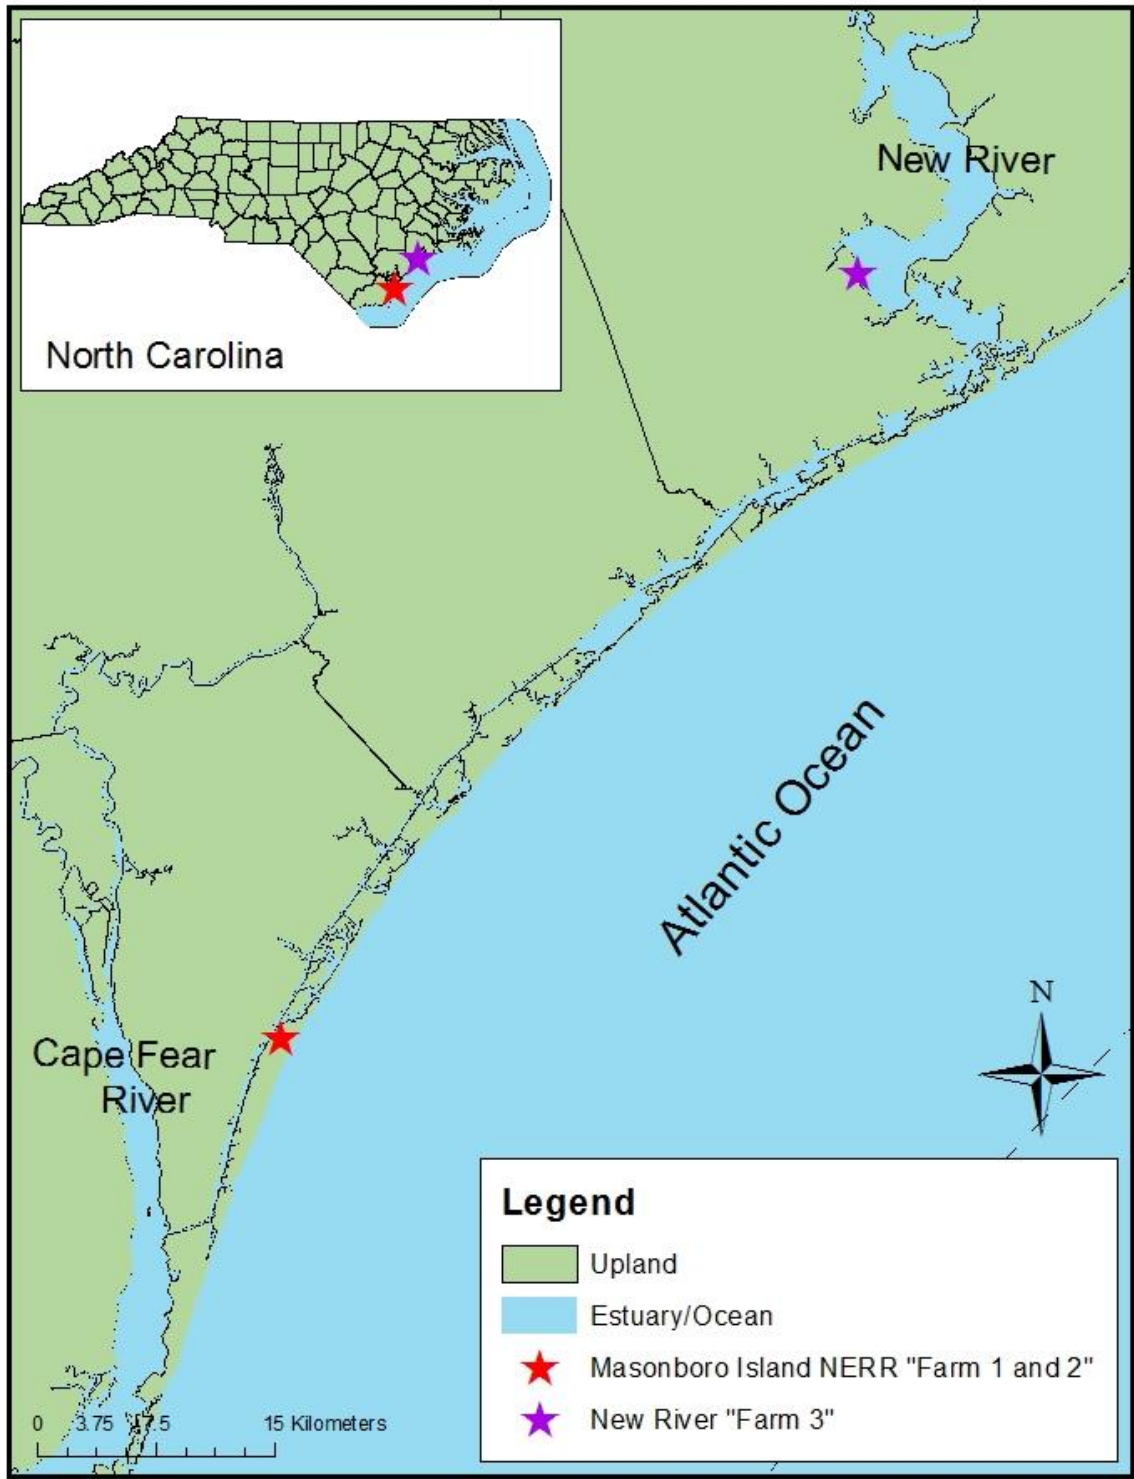 New River
North Carolina
Atlantic Ocean
N
Cape Fear
River
Legend
Upland
Estuary/Ocean
Masonboro Island NERR "Farm 1 and 2"
New River "Farm 3"
0 3.75 7.5 15 Kilometers